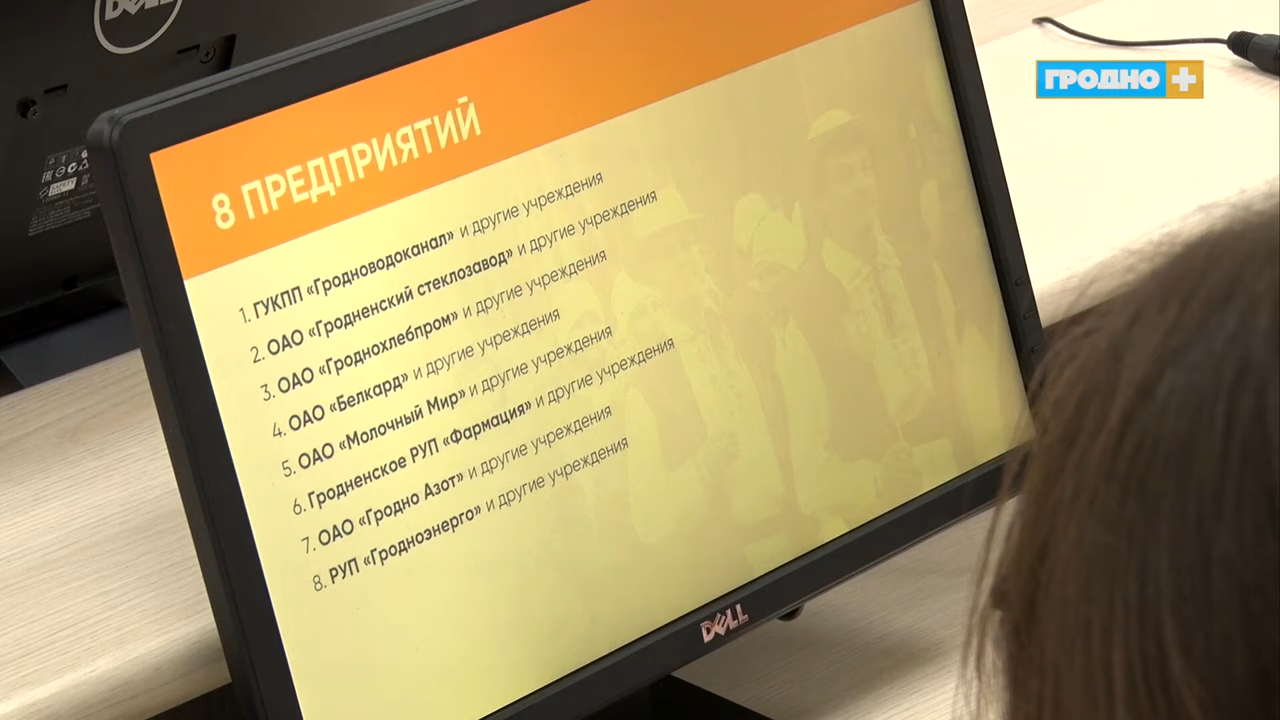 DELL
ГРОДНО +
8 ПРЕДПРИЯТИЙ
1. ГУКПП «Гродноводоканал» и другие учреждения
2. ОАО «Гродненский стеклозавод» и другие учреждения
3. ОАО «Гроднохлебпром» и другие учреждения
4. ОАО «Белкард» и другие учреждения
5. ОАО «Молочный Мир» и другие учреждения
6. Гродненское РУП «Фармация» и другие учреждения
7. ОАО «Гродно Азот» и другие учреждения
8. РУП «Гродноэнерго» и другие учреждения
DELL